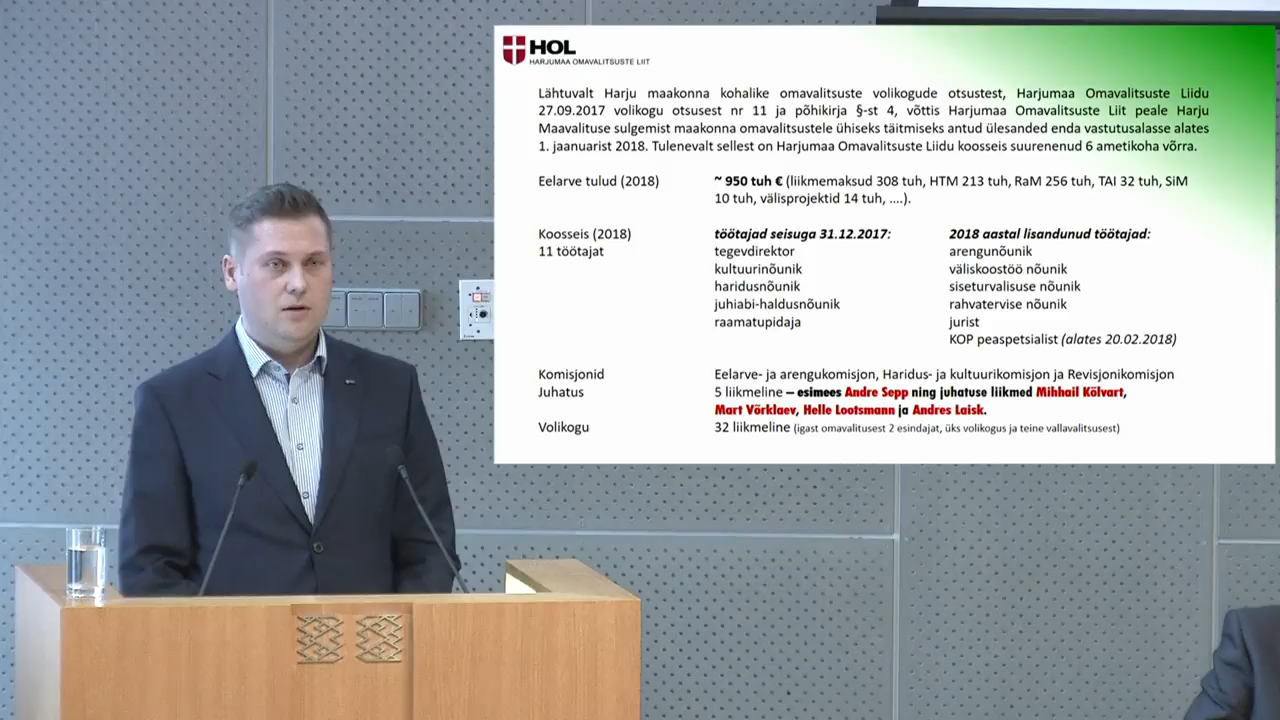 HOL
HARJUMAA OMAVALITSUSTE LIIT
Lähtuvalt Harju maakonna kohalike omavalitsuste volikogude otsustest, Harjumaa Omavalitsuste Liidu
27.09.2017 volikogu otsusest nr 11 ja põhikirja §-st 4, võttis Harjumaa Omavalitsuste Liit peale Harju
Maavalituse sulgemist maakonna omavalitsustele ühiseks täitmiseks antud ülesanded enda vastutusalasse alates
1. jaanuarist 2018. Tulenevalt sellest on Harjumaa Omavalitsuste Liidu koosseis suurenenud 6 ametikoha võrra.
Eelarve tulud (2018) ~ 950 tuh € (liikmemaksud 308 tuh, HTM 213 tuh, RaM 256 tuh, TAI 32 tuh, SiM
10 tuh, välisprojektid 14 tuh, ....).
Koosseis (2018) töötajad seisuga 31.12.2017: 2018 aastal lisandunud töötajad:
11 töötajat tegevdirektor arengunõunik
kultuurinõunik väliskoostöö nõunik
haridusnõunik siseturvalisuse nõunik
juhiabi-haldusnõunik rahvatervise nõunik
raamatupidaja jurist
KOP peaspetsialist (alates 20.02.2018)
Komisjonid Eelarve- ja arengukomisjon, Haridus- ja kultuurikomisjon ja Revisjonikomisjon
Juhatus 5 liikmeline – esimees Andre Sepp ning juhatuse liikmed Mihhail Kõlvart,
Mart Võrklaev, Helle Lootsmann ja Andres Laisk.
Volikogu 32 liikmeline (igast omavalitusest 2 esindajat, üks volikogus ja teine vallavalitsusest)